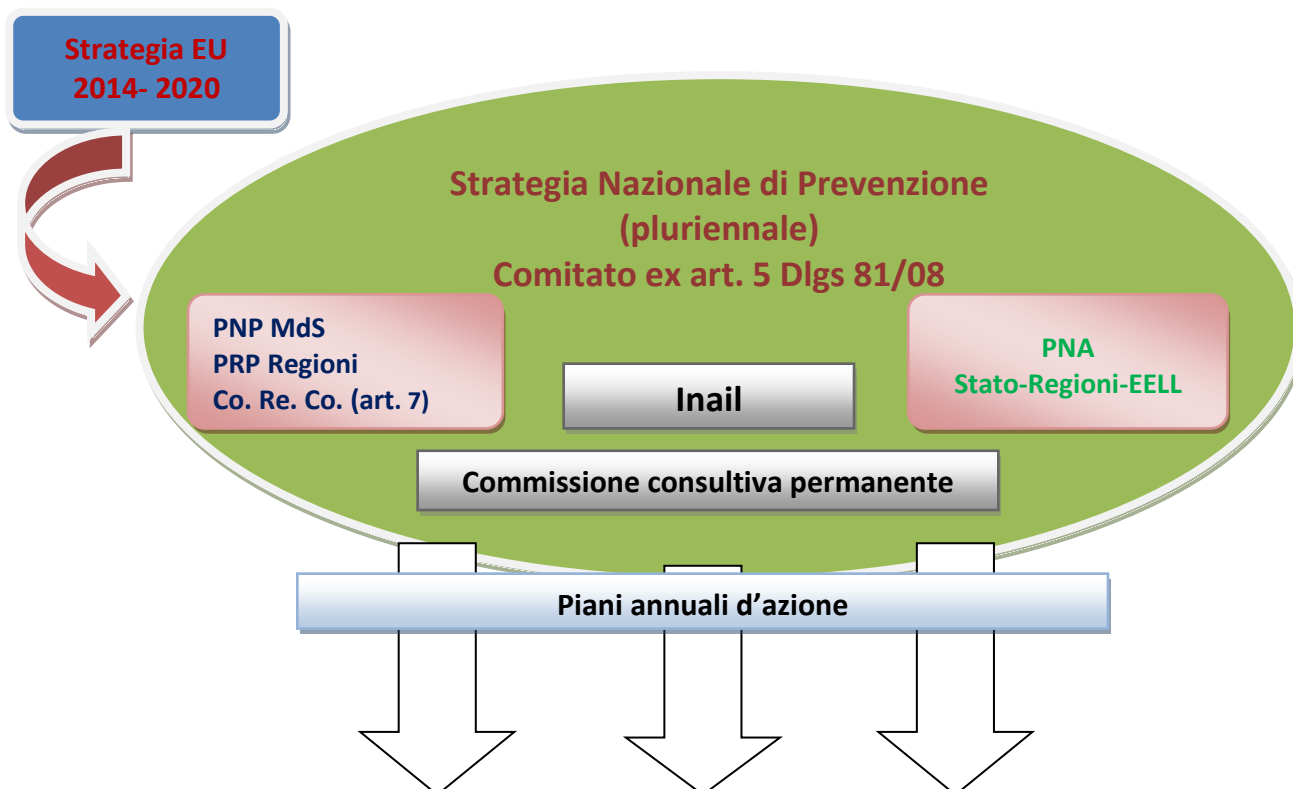 Strategia EU
2014- 2020
Strategia Nazionale di Prevenzione
(pluriennale)
Comitato ex art. 5 Dlgs 81/08
PNP MdS
PRP Regioni
Co. Re. Co. (art. 7)
Inail
PNA
Stato-Regioni-EELL
Commissione consultiva permanente
Piani annuali d’azione